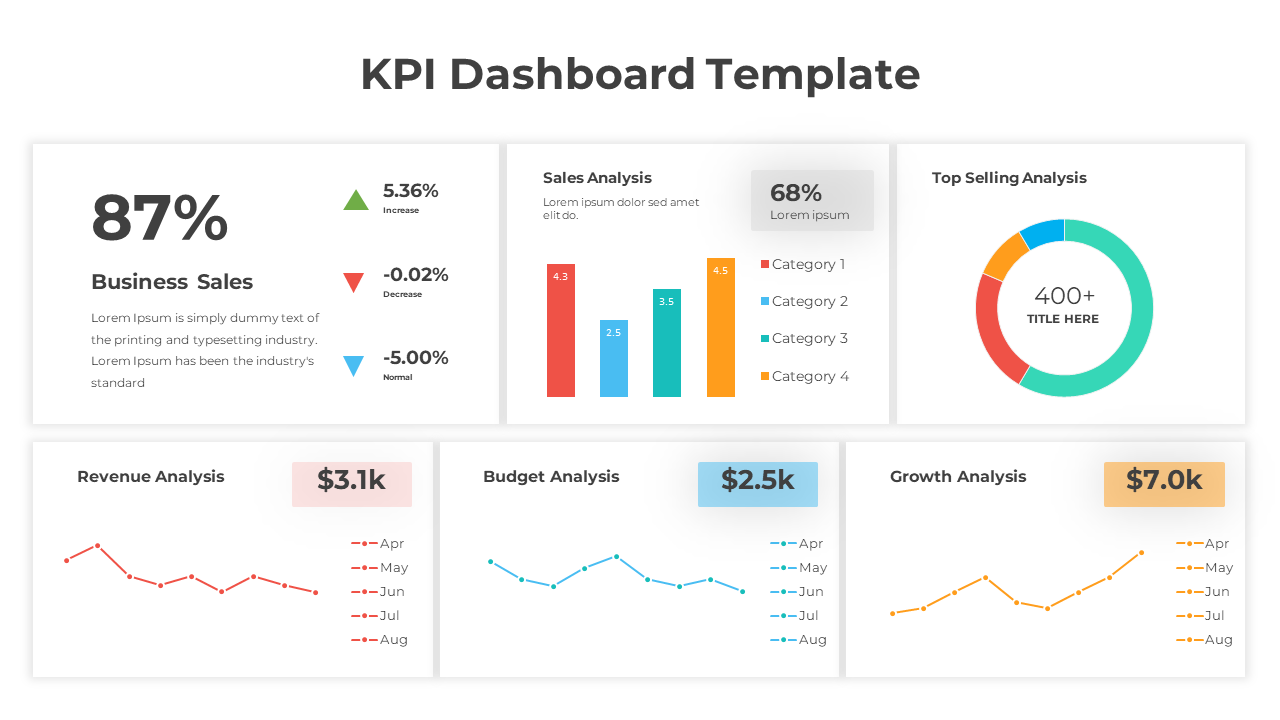 KPI Dashboard Template
87%
Business Sales
Lorem Ipsum is simply dummy text of
the printing and typesetting industry.
Lorem Ipsum has been the industry's
standard
5.36%
Increase
-0.02%
Decrease
-5.00%
Normal
Sales Analysis
Lorem ipsum dolor sed amet
elit do.
68%
Lorem ipsum
4.3
2.5
3.5
4.5
Category 1
Category 2
Category 3
Category 4
Top Selling Analysis
400+
TITLE HERE
Revenue Analysis
$3.1k
Apr
May
Jun
Jul
Aug
Budget Analysis
$2.5k
Apr
May
Jun
Jul
Aug
Growth Analysis
$7.0k
Apr
May
Jun
Jul
Aug